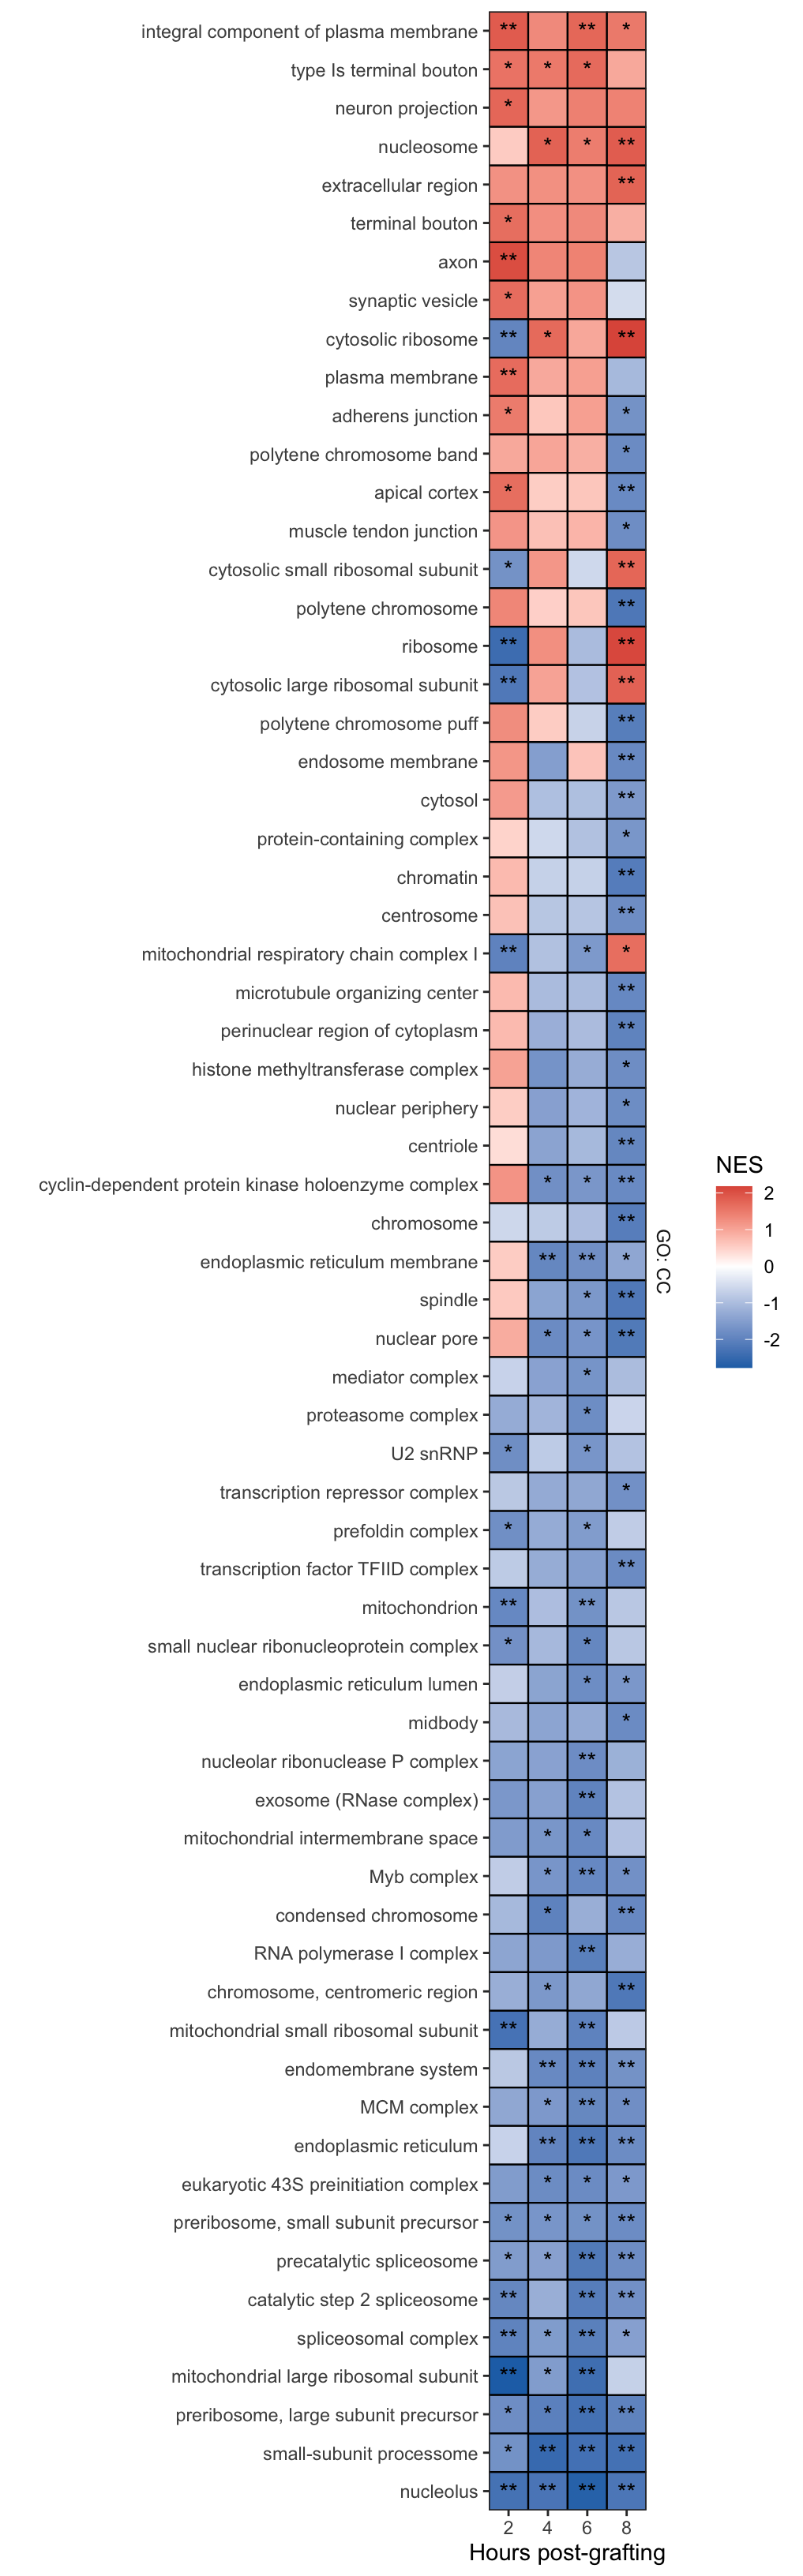 integral component of plasma membrane ** ** *
type Is terminal bouton * * *
neuron projection *
nucleosome * * **
extracellular region **
terminal bouton *
axon **
synaptic vesicle *
cytosolic ribosome ** * **
plasma membrane **
adherens junction * *
polytene chromosome band *
apical cortex * **
muscle tendon junction *
cytosolic small ribosomal subunit * **
polytene chromosome **
ribosome ** **
cytosolic large ribosomal subunit ** **
polytene chromosome puff **
endosome membrane **
cytosol **
protein-containing complex *
chromatin **
centrosome **
mitochondrial respiratory chain complex I ** * *
microtubule organizing center **
perinuclear region of cytoplasm **
histone methyltransferase complex *
nuclear periphery *
centriole **
cyclin-dependent protein kinase holoenzyme complex * * **
chromosome **
endoplasmic reticulum membrane ** ** *
spindle * **
nuclear pore * * **
mediator complex *
proteasome complex *
U2 snRNP * *
transcription repressor complex *
prefoldin complex * *
transcription factor TFIID complex **
mitochondrion ** **
small nuclear ribonucleoprotein complex * *
endoplasmic reticulum lumen * *
midbody *
nucleolar ribonuclease P complex **
exosome (RNase complex) **
mitochondrial intermembrane space * *
Myb complex * ** *
condensed chromosome * **
RNA polymerase I complex **
chromosome, centromeric region * **
mitochondrial small ribosomal subunit ** **
endomembrane system ** ** **
MCM complex * ** *
endoplasmic reticulum ** ** **
eukaryotic 43S preinitiation complex * * *
preribosome, small subunit precursor * * * **
precatalytic spliceosome * * ** **
catalytic step 2 spliceosome ** ** **
spliceosomal complex ** * ** *
mitochondrial large ribosomal subunit ** * **
preribosome, large subunit precursor * * ** **
small-subunit processome * ** ** **
nucleolus ** ** ** **
2 4 6 8
Hours post-grafting
GO: CC
NES
2
1
0
-1
-2